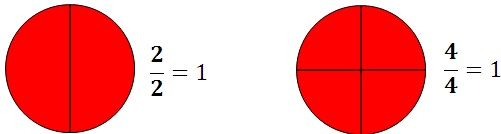 2/2 = 1
4/4 = 1